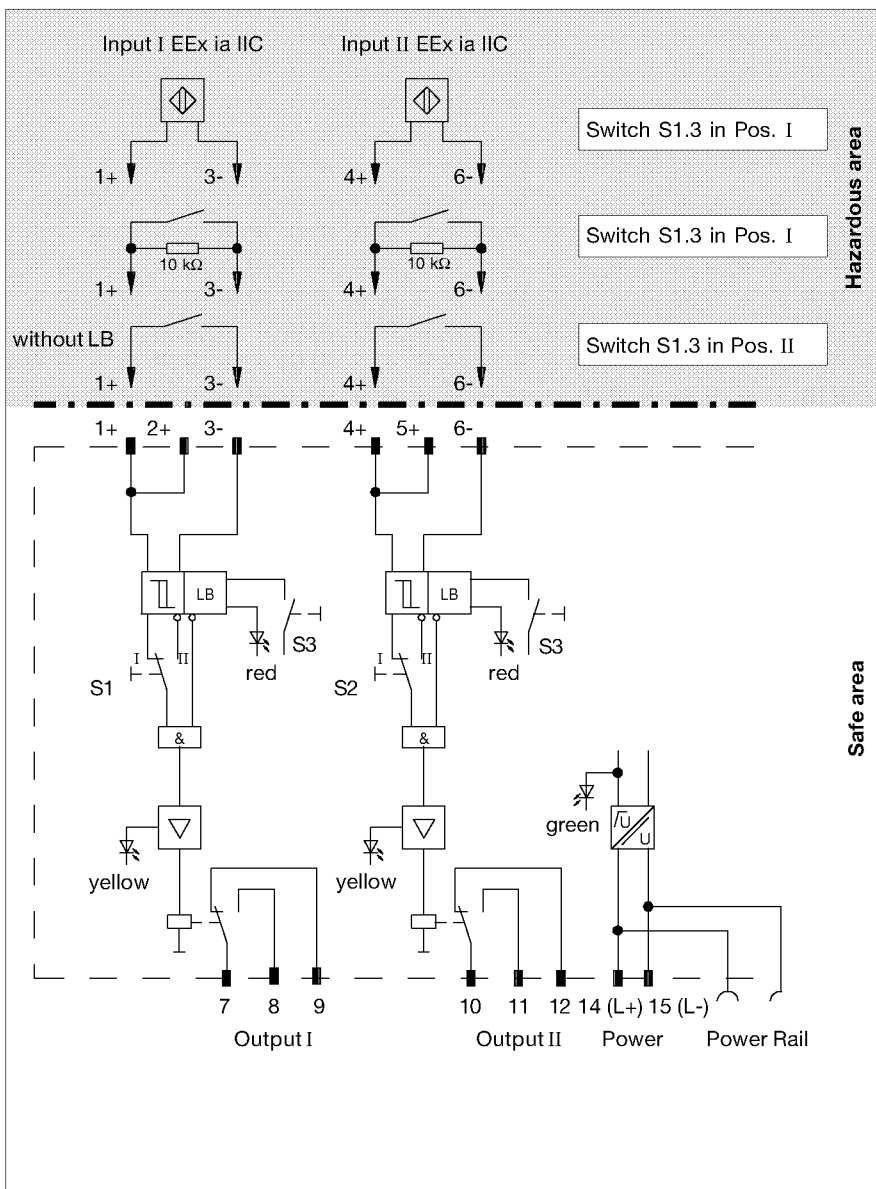 Input I EEx ia IIC Input II EEx ia IIC
Switch S1.3 in Pos. I
1+ 3- 4+ 6-
Hazardous area
Switch S1.3 in Pos. I
10 kΩ 10 kΩ
1+ 3- 4+ 6-
without LB
Switch S1.3 in Pos. II
1+ 3- 4+ 6-
1+ 2+ 3- 4+ 5+ 6-
LB LB
I II S3 I II S3
red red
S1 S2
Safe area
& &
green
U
U
yellow yellow
7 8 9 10 11 12 14 (L+) 15 (L-)
Output I Output II Power Power Rail